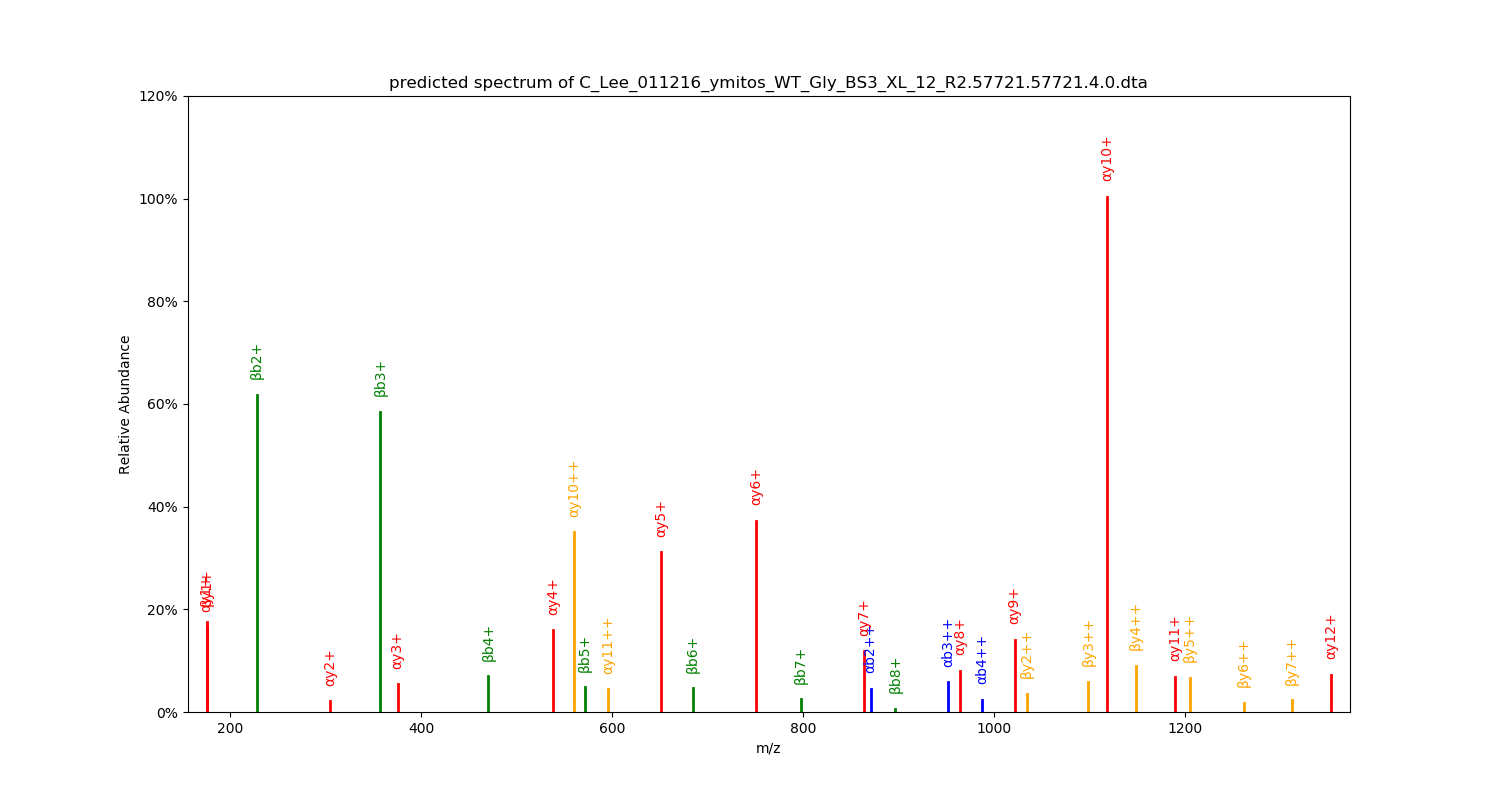 predicted spectrum of C_Lee_011216_ymitos_WT_Gly_BS3_XL_12_R2.57721.57721.4.0.dta
Relative Abundance
120%
100%
80%
60%
40%
20%
0%
αy1+
βy1+
βb2+
αy2+
βb3+
αy3+
βb4+
αy4+
αy10++
βb5+
αy11++
αy5+
βb6+
αy6+
βb7+
αy7+
αb2++
βb8+
αb3++
αy8+
αb4++
αy9+
βy2++
βy3++
αy10+
βy4++
αy11+
βy5++
βy6++
βy7++
αy12+
200
400
600
800
1000
1200
m/z